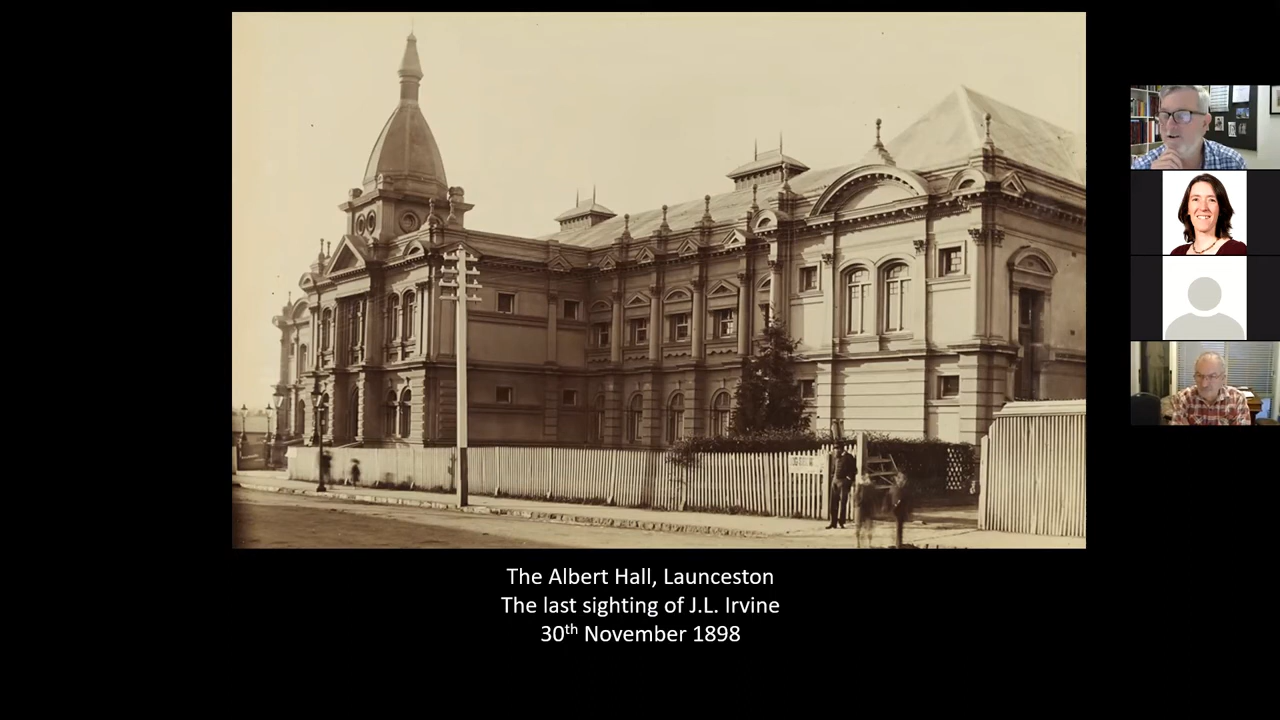 The Albert Hall, Launceston
The last sighting of J.L. Irvine
30th November 1898